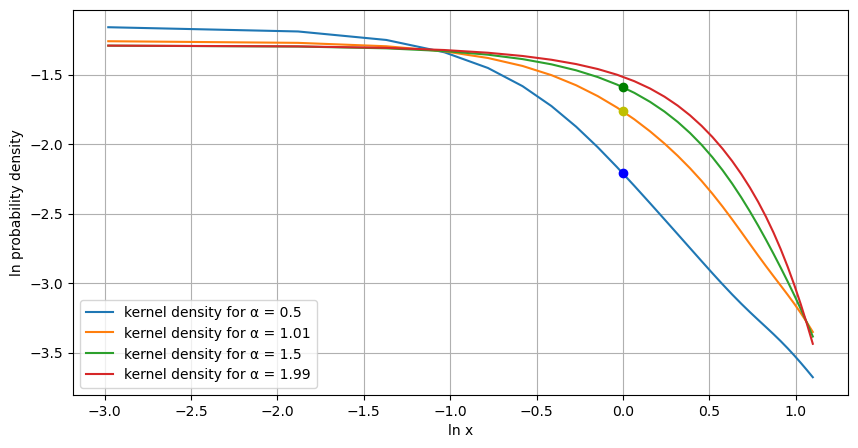 −1.5
−2.0
−2.5
−3.0
−3.5
ln probability density
kernel density for α = 0.5
kernel density for α = 1.01
kernel density for α = 1.5
kernel density for α = 1.99
−3.0 −2.5 −2.0 −1.5 −1.0 −0.5 0.0 0.5 1.0
ln x